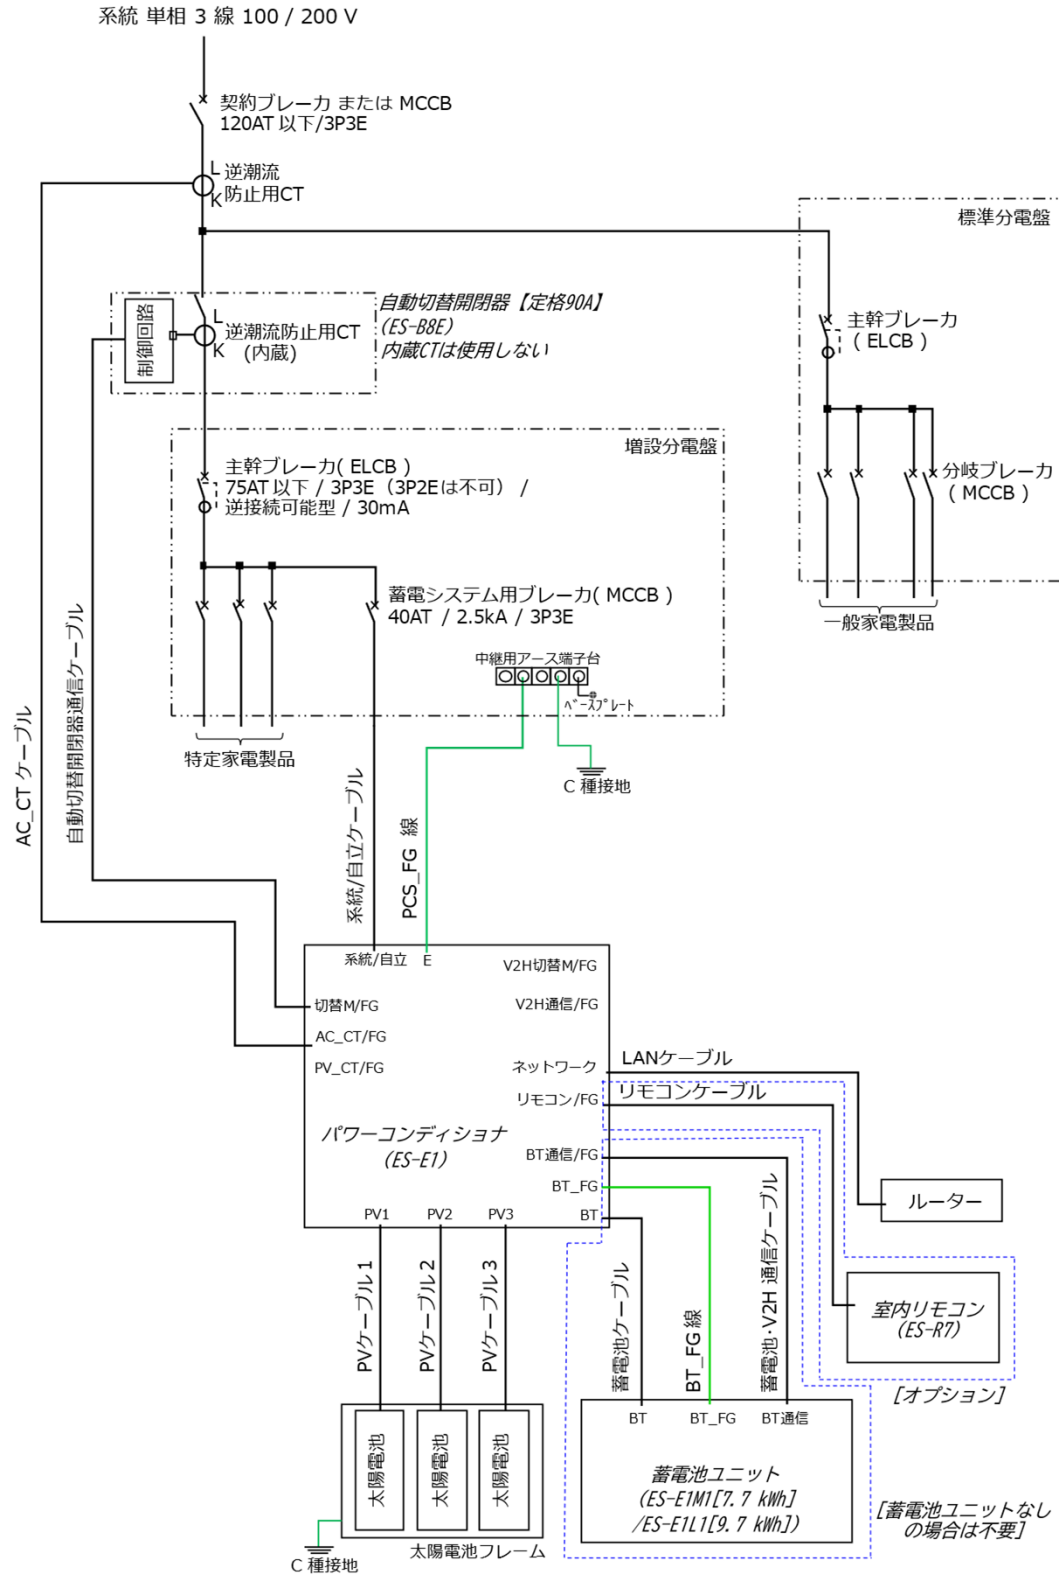 系統 単相 3 線 100 / 200 V
契約ブレーカ または MCCB
120AT 以下/3P3E
L
逆潮流
防止用CT
K
標準分電盤
自動切替開閉器【定格90A】
(ES-B8E)
内蔵CTは使用しない
制御回路
L
逆潮流防止用CT
(内蔵)
K
主幹ブレーカ
( ELCB )
増設分電盤
主幹ブレーカ( ELCB )
75AT 以下 / 3P3E（3P2Eは不可）/
逆接続可能型 / 30mA
分岐ブレーカ
( MCCB )
一般家電製品
蓄電システム用ブレーカ( MCCB )
40AT / 2.5kA / 3P3E
中継用アース端子台
ﾍﾞｰｽﾌﾟﾚｰﾄ
特定家電製品
C 種接地
AC_CT ケーブル
自動切替開閉器通信ケーブル
系統/自立ケーブル
PCS_FG 線
系統/自立
E
V2H切替M/FG
切替M/FG
V2H通信/FG
AC_CT/FG
PV_CT/FG
ネットワーク
LANケーブル
リモコン/FG
リモコンケーブル
パワーコンディショナ
(ES-E1)
BT通信/FG
BT_FG
BT
PV1
PV2
PV3
ルーター
PVケーブル 1
PVケーブル 2
PVケーブル 3
蓄電池ケーブル
BT_FG 線
蓄電池・V2H 通信ケーブル
室内リモコン
(ES-R7)
[オプション]
BT
BT_FG
BT通信
太陽電池
太陽電池
太陽電池
蓄電池ユニット
(ES-E1M1[7.7 kWh]
/ES-E1L1[9.7 kWh])
[蓄電池ユニットなし
の場合は不要]
太陽電池フレーム
C 種接地